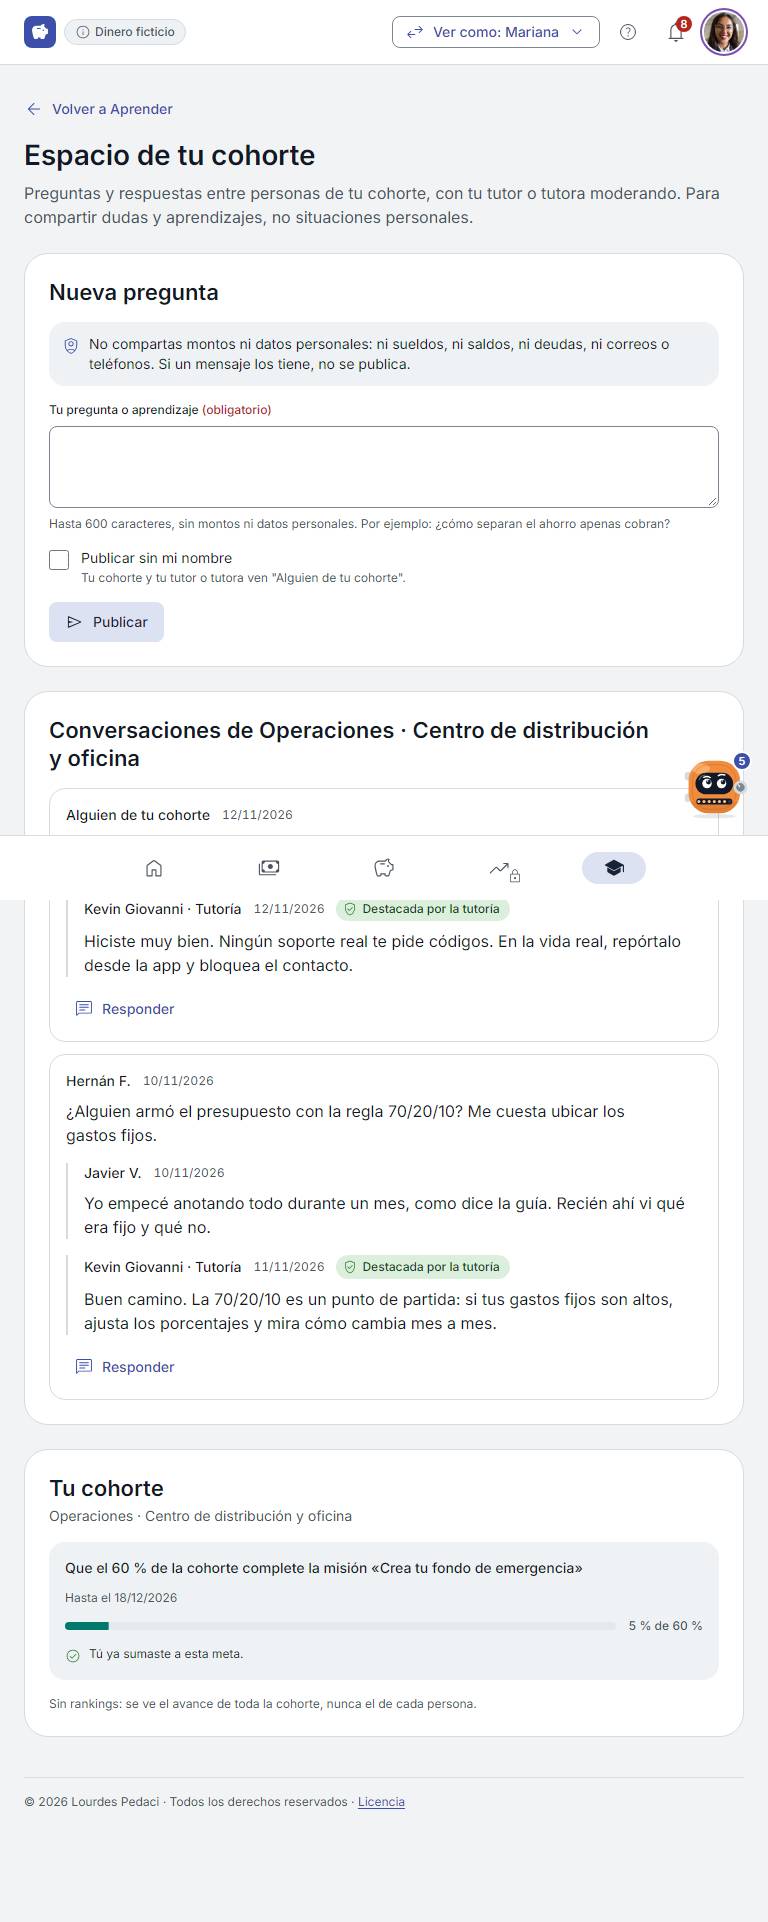 Dinero ficticio
Ver como: Mariana
8
Volver a Aprender
Espacio de tu cohorte
Preguntas y respuestas entre personas de tu cohorte, con tu tutor o tutora moderando. Para
compartir dudas y aprendizajes, no situaciones personales.
Nueva pregunta
No compartas montos ni datos personales: ni sueldos, ni saldos, ni deudas, ni correos o
teléfonos. Si un mensaje los tiene, no se publica.
Tu pregunta o aprendizaje (obligatorio)
Hasta 600 caracteres, sin montos ni datos personales. Por ejemplo: ¿cómo separan el ahorro apenas cobran?
Publicar sin mi nombre
Tu cohorte y tu tutor o tutora ven "Alguien de tu cohorte".
Publicar
Conversaciones de Operaciones · Centro de distribución
y oficina
5
Alguien de tu cohorte 12/11/2026
Kevin Giovanni · Tutoría 12/11/2026 Destacada por la tutoría
Hiciste muy bien. Ningún soporte real te pide códigos. En la vida real, repórtalo
desde la app y bloquea el contacto.
Responder
Hernán F. 10/11/2026
¿Alguien armó el presupuesto con la regla 70/20/10? Me cuesta ubicar los
gastos fijos.
Javier V. 10/11/2026
Yo empecé anotando todo durante un mes, como dice la guía. Recién ahí vi qué
era fijo y qué no.
Kevin Giovanni · Tutoría 11/11/2026 Destacada por la tutoría
Buen camino. La 70/20/10 es un punto de partida: si tus gastos fijos son altos,
ajusta los porcentajes y mira cómo cambia mes a mes.
Responder
Tu cohorte
Operaciones · Centro de distribución y oficina
Que el 60 % de la cohorte complete la misión «Crea tu fondo de emergencia»
Hasta el 18/12/2026
5 % de 60 %
Tú ya sumaste a esta meta.
Sin rankings: se ve el avance de toda la cohorte, nunca el de cada persona.
© 2026 Lourdes Pedaci · Todos los derechos reservados · Licencia